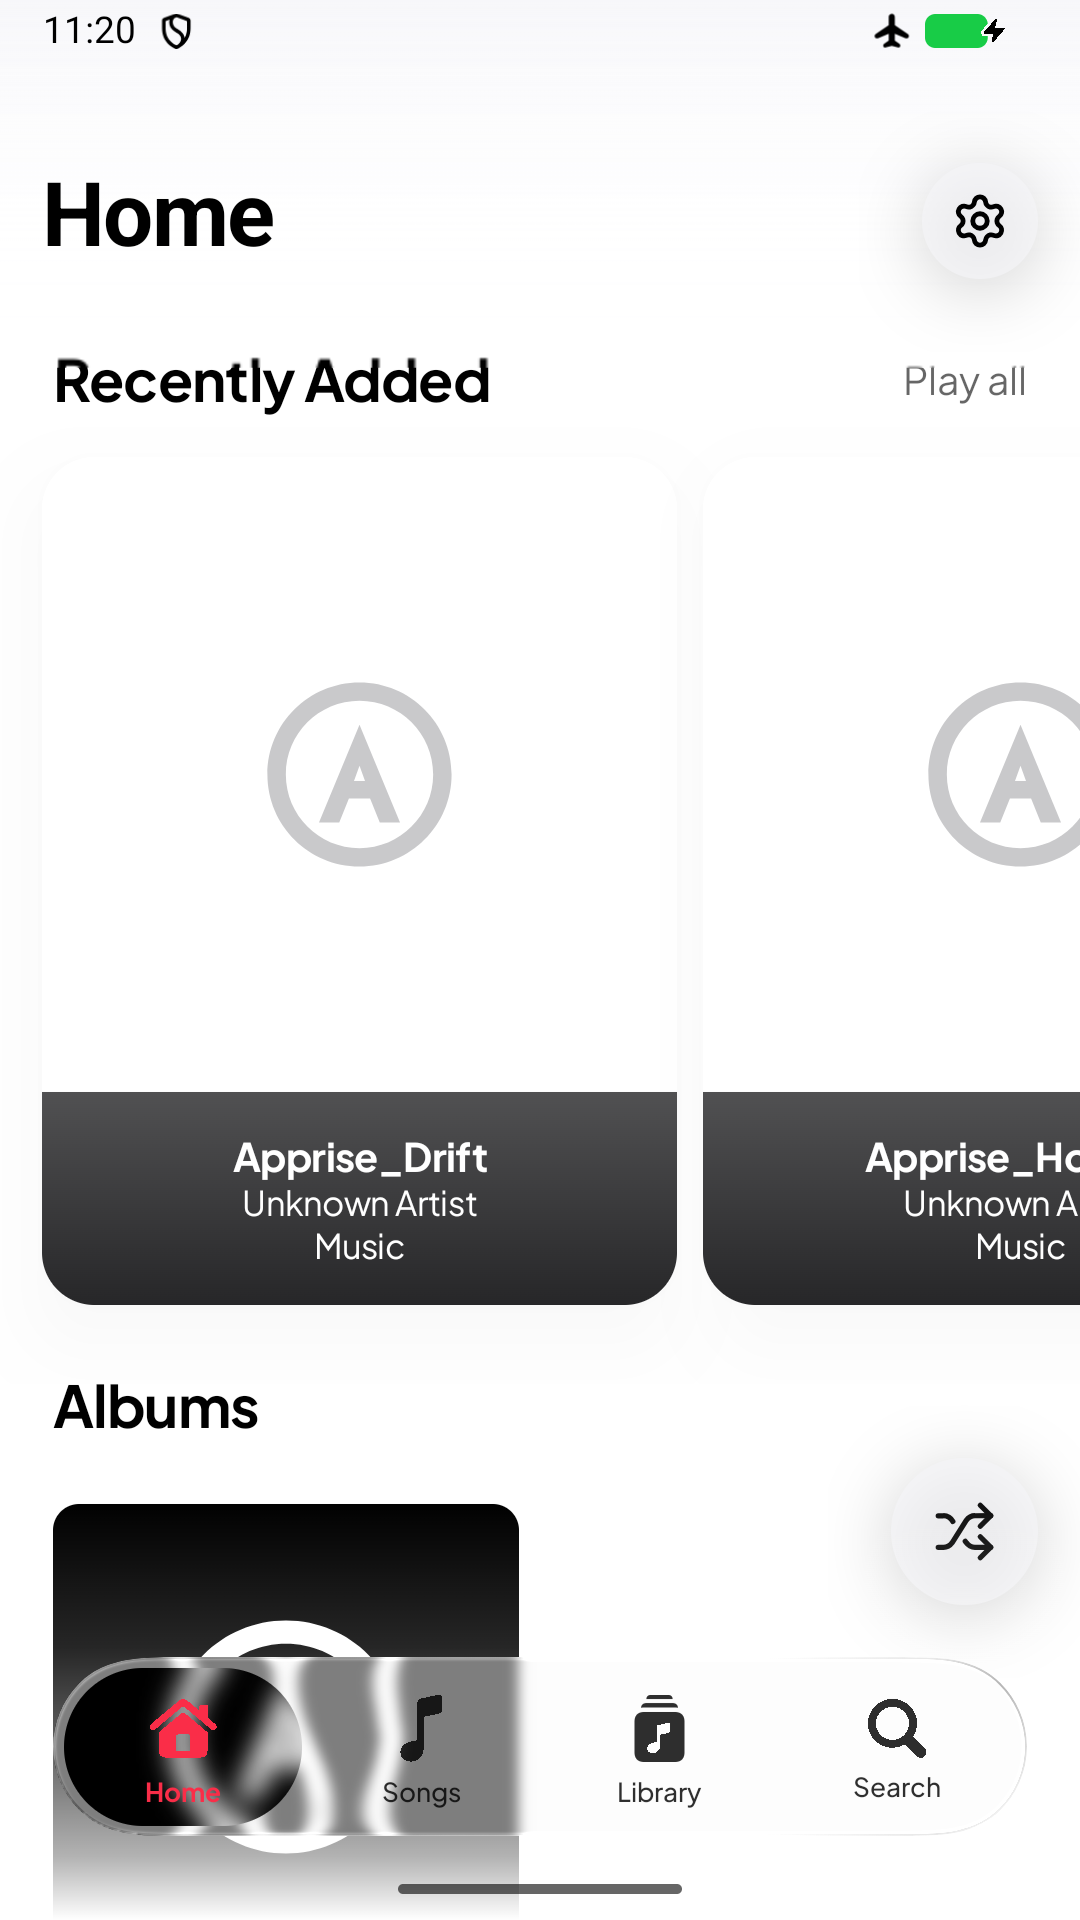 11:20
Home
Recently Added
Play all
A
A
Apprise_Drift
Unknown Artist
Music
Apprise_Ho
Unknown A
Music
Albums
Home
Songs
Library
Search